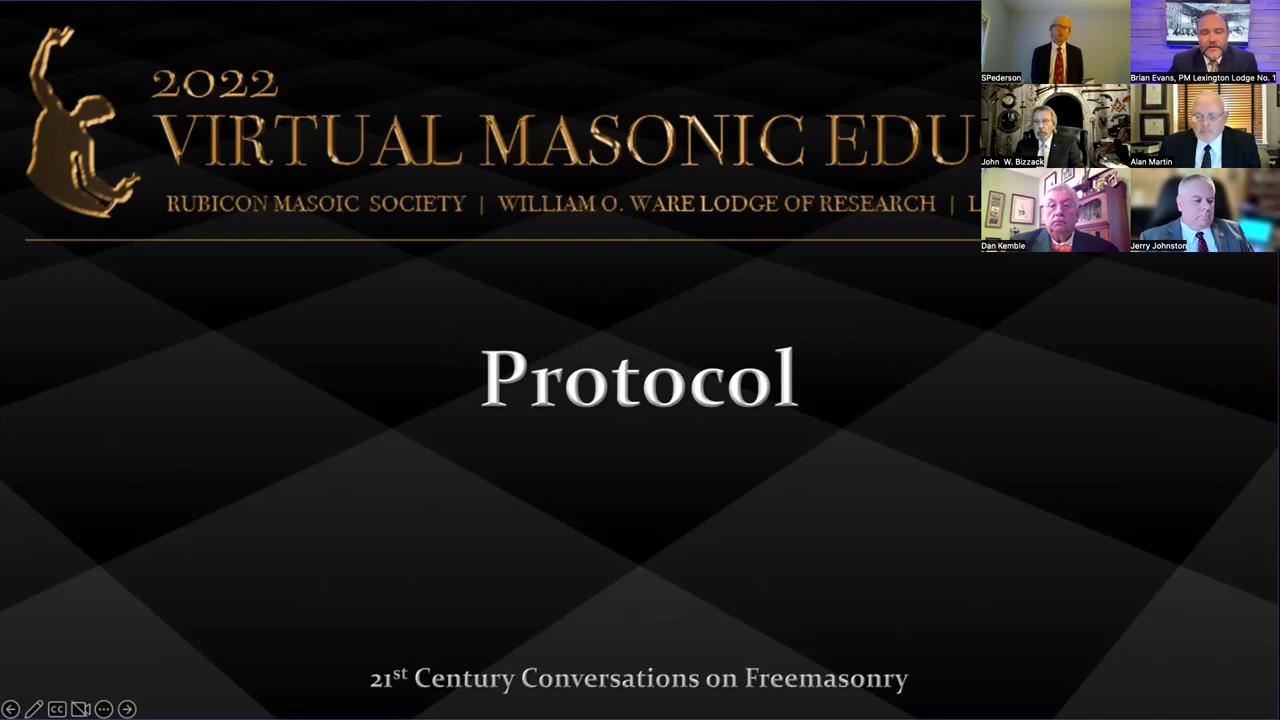 2022
VIRTUAL MASONIC EDU
RUBICON MASOIC SOCIETY | WILLIAM O. WARE LODGE OF RESEARCH | L
SPederson
Brian Evans, PM Lexington Lodge No. 1
John W. Bizzack
Alan Martin
Dan Kemble
Jerry Johnston
Protocol
21st Century Conversations on Freemasonry
CC